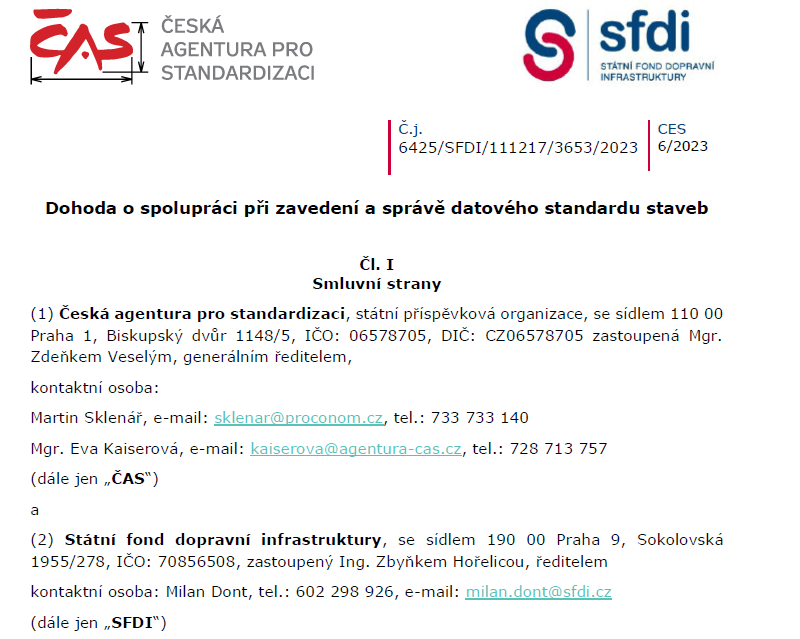 ČAS
ČESKÁ
AGENTURA PRO
STANDARDIZACI
sfdi
STÁTNÍ FOND DOPRAVNÍ
INFRASTRUKTURY
Č.j.
6425/SFDI/111217/3653/2023
CES
6/2023
Dohoda o spolupráci při zavedení a správě datového standardu staveb
Čl. I
Smluvní strany
(1) Česká agentura pro standardizaci, státní příspěvková organizace, se sídlem 110 00
Praha 1, Biskupský dvůr 1148/5, IČO: 06578705, DIČ: CZ06578705 zastoupená Mgr.
Zdeňkem Veselým, generálním ředitelem,
kontaktní osoba:
Martin Sklenář, e-mail: sklenar@proconom.cz, tel.: 733 733 140
Mgr. Eva Kaiserová, e-mail: kaiserova@agentura-cas.cz, tel.: 728 713 757
(dále jen „ČAS“)
a
(2) Státní fond dopravní infrastruktury, se sídlem 190 00 Praha 9, Sokolovská
1955/278, IČO: 70856508, zastoupený Ing. Zbyňkem Hořelicou, ředitelem
kontaktní osoba: Milan Dont, tel.: 602 298 926, e-mail: milan.dont@sfdi.cz
(dále jen „SFDI“)